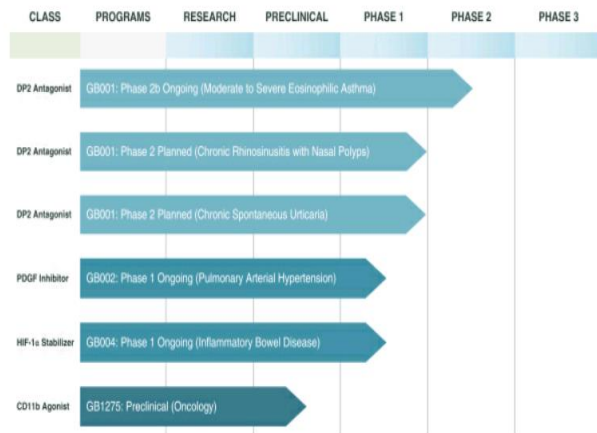 CLASS PROGRAMS RESEARCH PRECLINICAL PHASE 1 PHASE 2 PHASE 3
DP2 Antagonist GB001: Phase 2b Ongoing (Moderate to Severe Eosinophilic Asthma)
DP2 Antagonist GB001: Phase 2 Planned (Chronic Rhinosinusitis with Nasal Polyps)
DP2 Antagonist GB001: Phase 2 Planned (Chronic Spontaneous Urticaria)
PDGF Inhibitor GB002: Phase 1 Ongoing (Pulmonary Arterial Hypertension)
HIF-1α Stabilizer GB004: Phase 1 Ongoing (Inflammatory Bowel Disease)
CD11b Agonist GB1275: Preclinical (Oncology)